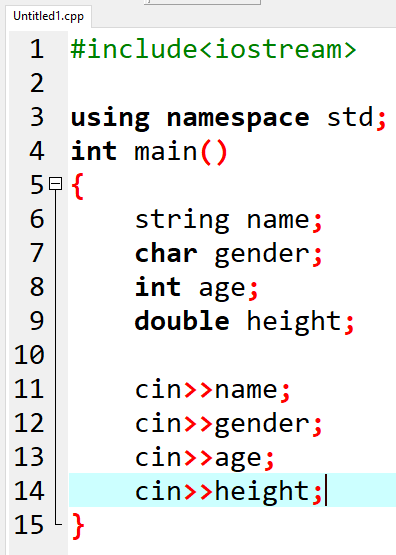 Untitled1.cpp
1 #include<iostream>
2
3 using namespace std;
4 int main()
5 {
6     string name;
7     char gender;
8     int age;
9     double height;
10
11     cin>>name;
12     cin>>gender;
13     cin>>age;
14     cin>>height;
15 }